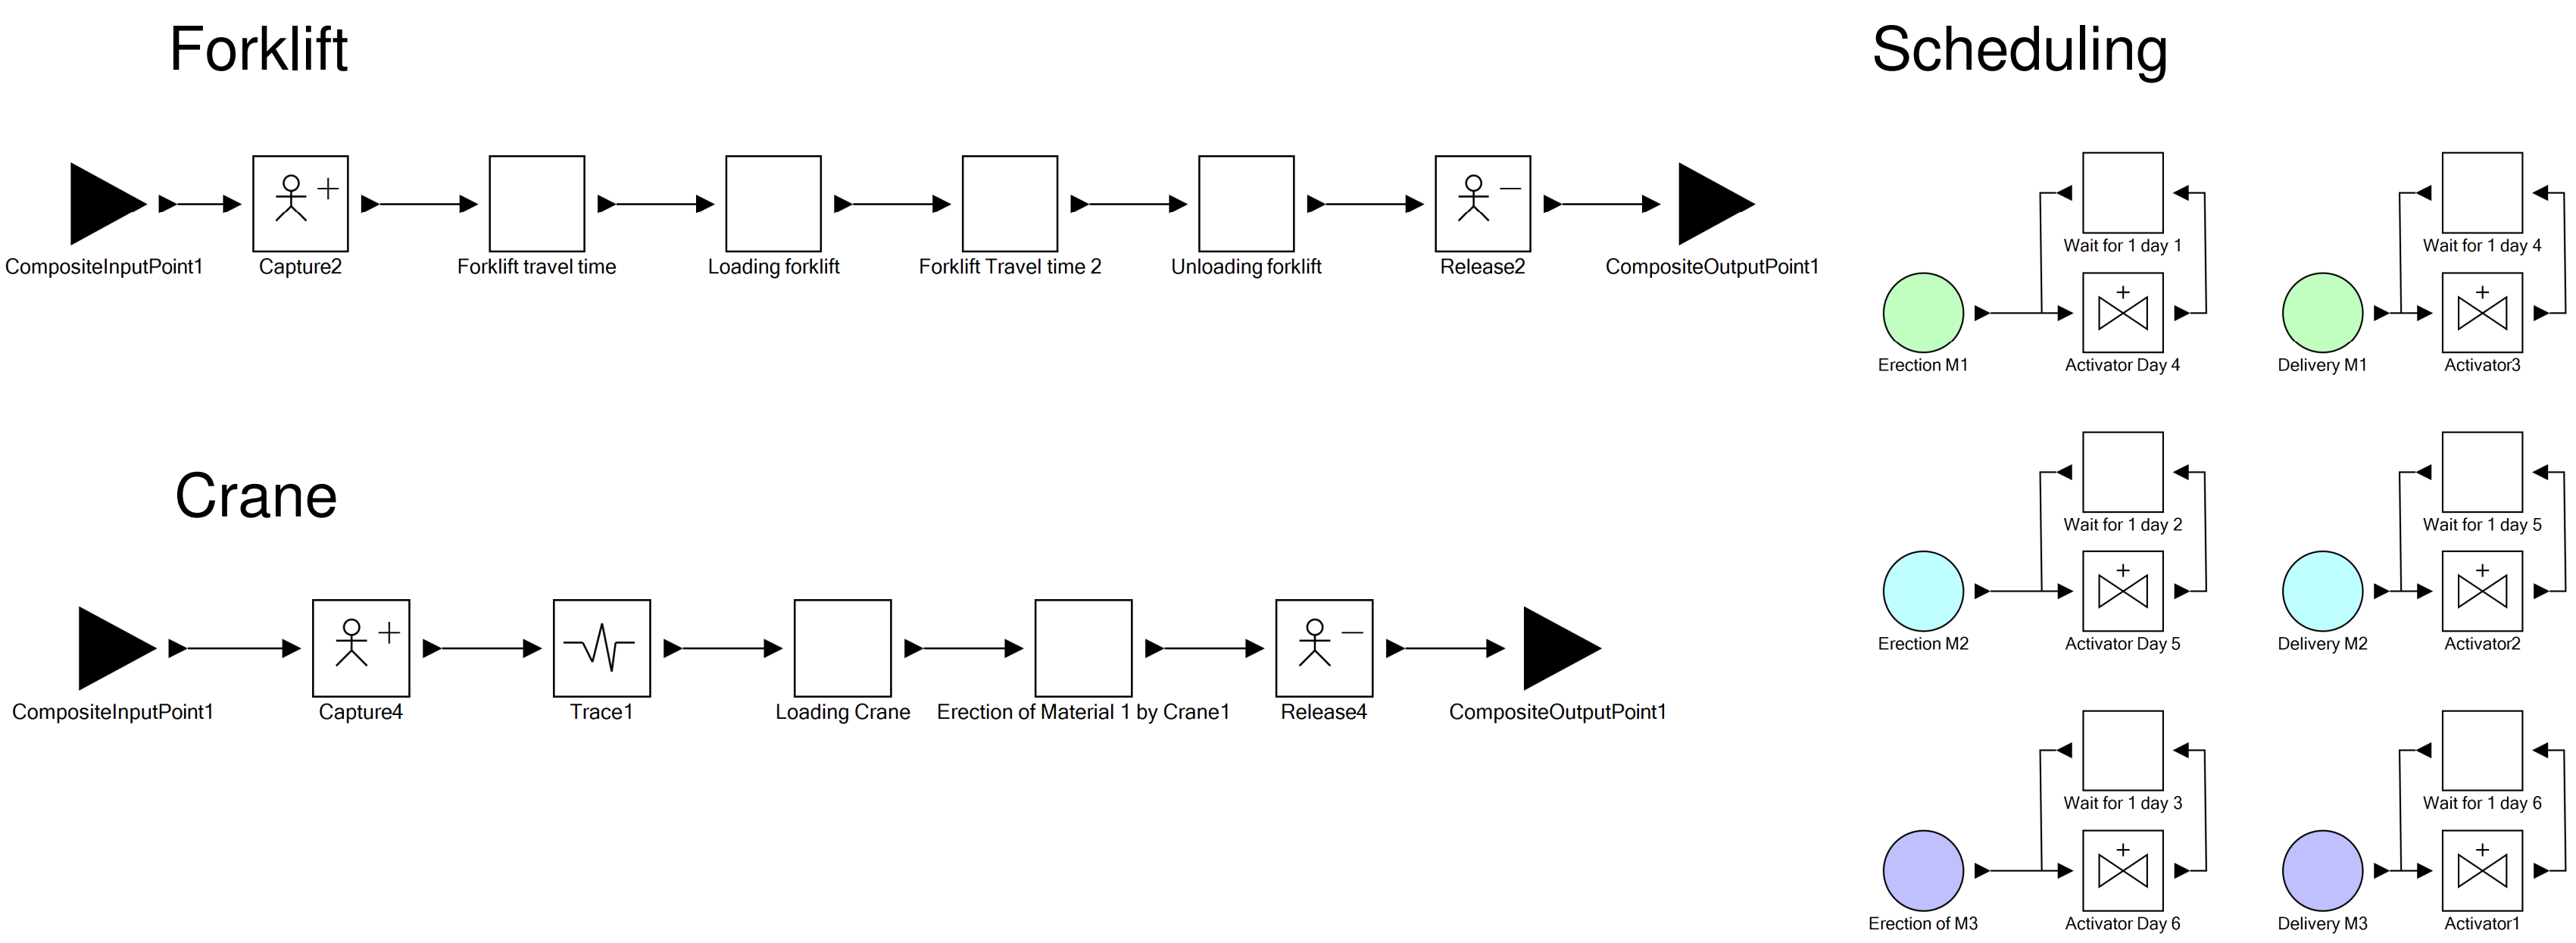 Forklift
CompositeInputPoint1
Capture2
Forklift travel time
Loading forklift
Forklift Travel time 2
Unloading forklift
Release2
CompositeOutputPoint1
Crane
CompositeInputPoint1
Capture4
Trace1
Loading Crane
Erection of Material 1 by Crane1
Release4
CompositeOutputPoint1
Scheduling
Wait for 1 day 1
Wait for 1 day 4
Erection M1
Activator Day 4
Delivery M1
Activator3
Wait for 1 day 2
Wait for 1 day 5
Erection M2
Activator Day 5
Delivery M2
Activator2
Wait for 1 day 3
Wait for 1 day 6
Erection of M3
Activator Day 6
Delivery M3
Activator1